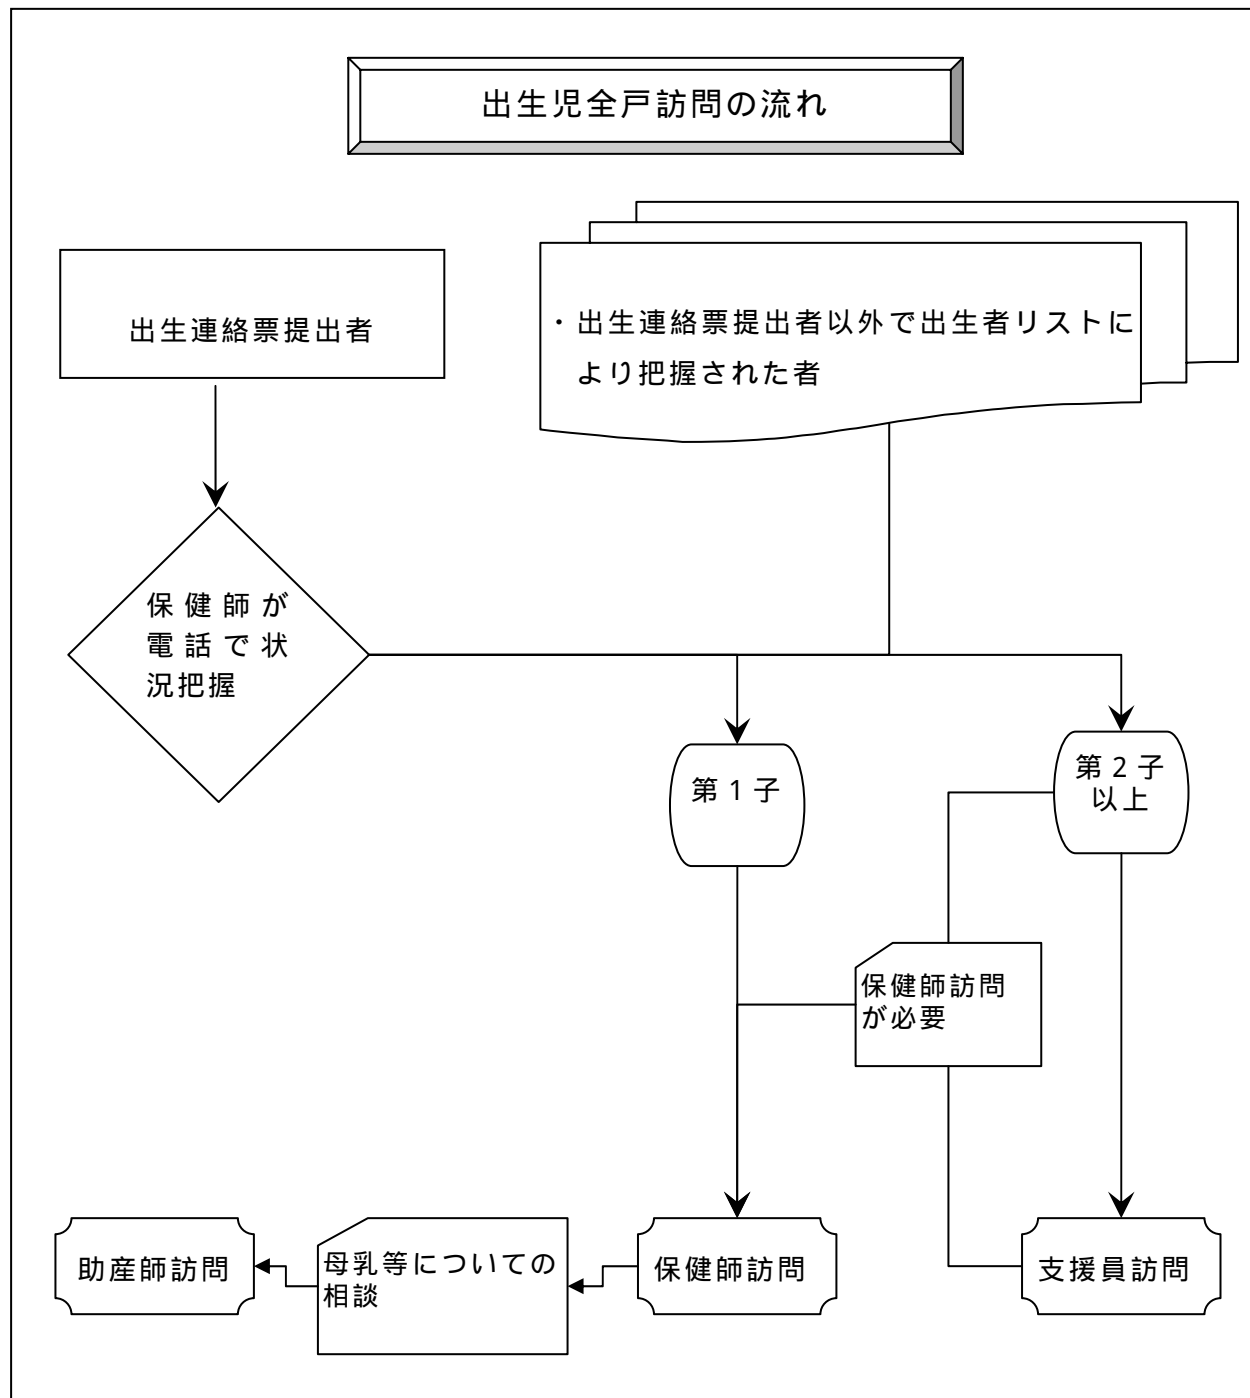 出生児全戸訪問の流れ
出生連絡票提出者
・出生連絡票提出者以外で出生者リストに
より把握された者
保健師が
電話で状
況把握
第1子
第2子
以上
保健師訪問
が必要
助産師訪問
母乳等についての
相談
保健師訪問
支援員訪問